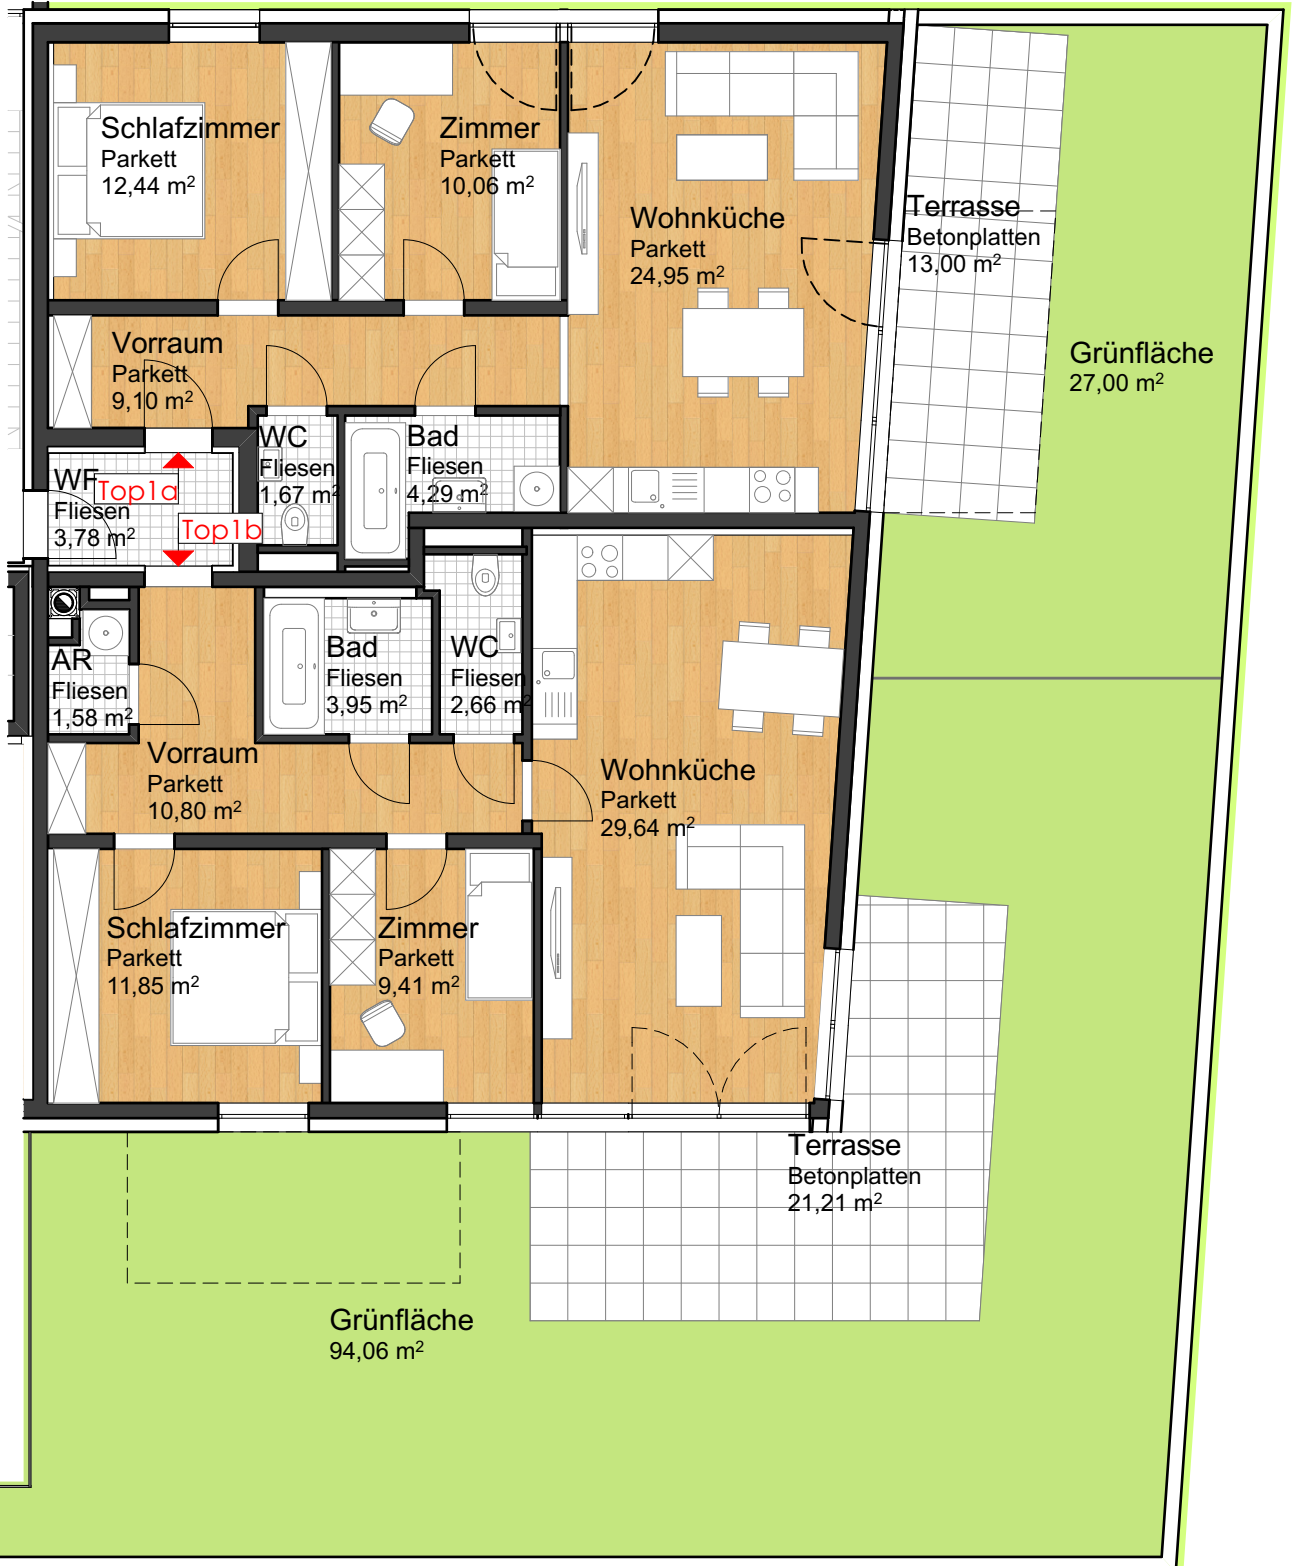 Schlafzimmer
Parkett
12,44 m²
Zimmer
Parkett
10,06 m²
Wohnküche
Parkett
24,95 m²
Terrasse
Betonplatten
13,00 m²
Grünfläche
27,00 m²
Vorraum
Parkett
9,10 m²
WC
Fliesen
1,67 m²
Bad
Fliesen
4,29 m²
WF
Fliesen
3,78 m²
Top1a
Top1b
AR
Fliesen
1,58 m²
Bad
Fliesen
3,95 m²
WC
Fliesen
2,66 m²
Vorraum
Parkett
10,80 m²
Wohnküche
Parkett
29,64 m²
Schlafzimmer
Parkett
11,85 m²
Zimmer
Parkett
9,41 m²
Terrasse
Betonplatten
21,21 m²
Grünfläche
94,06 m²